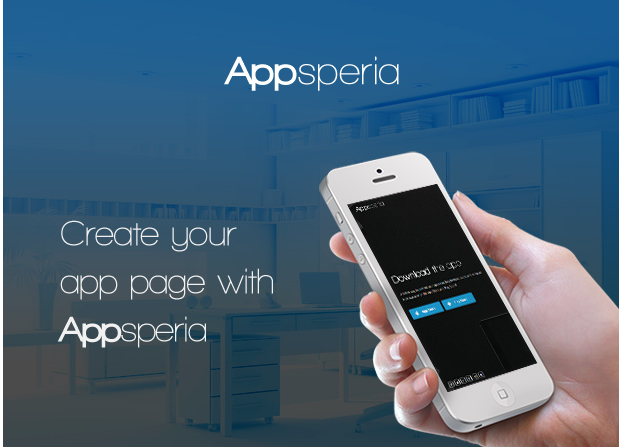 Appsperia
Create your
app page with
Appsperia
Appsperia
Download the app